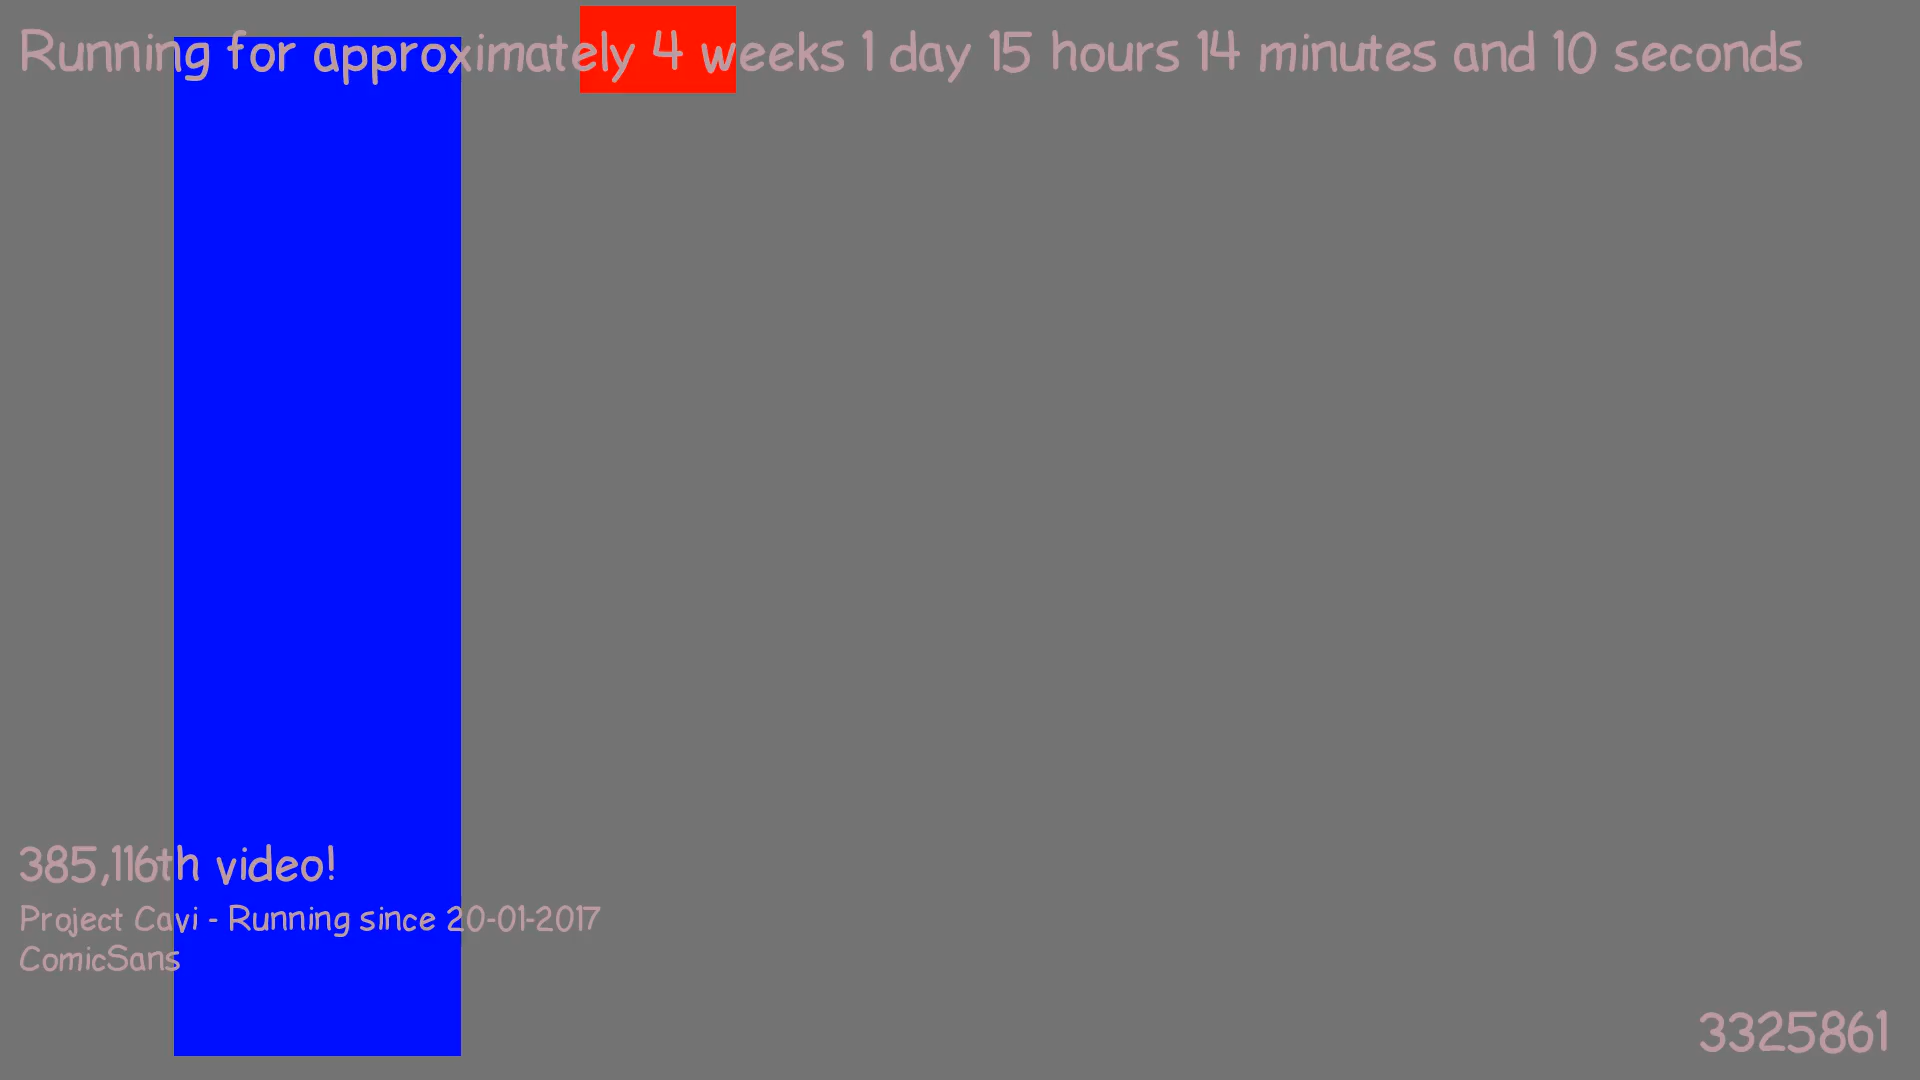 Running for approximately 4 weeks 1 day 15 hours 14 minutes and 10 seconds
385,116th video!
Project Cavi - Running since 20-01-2017
ComicSans
3325861